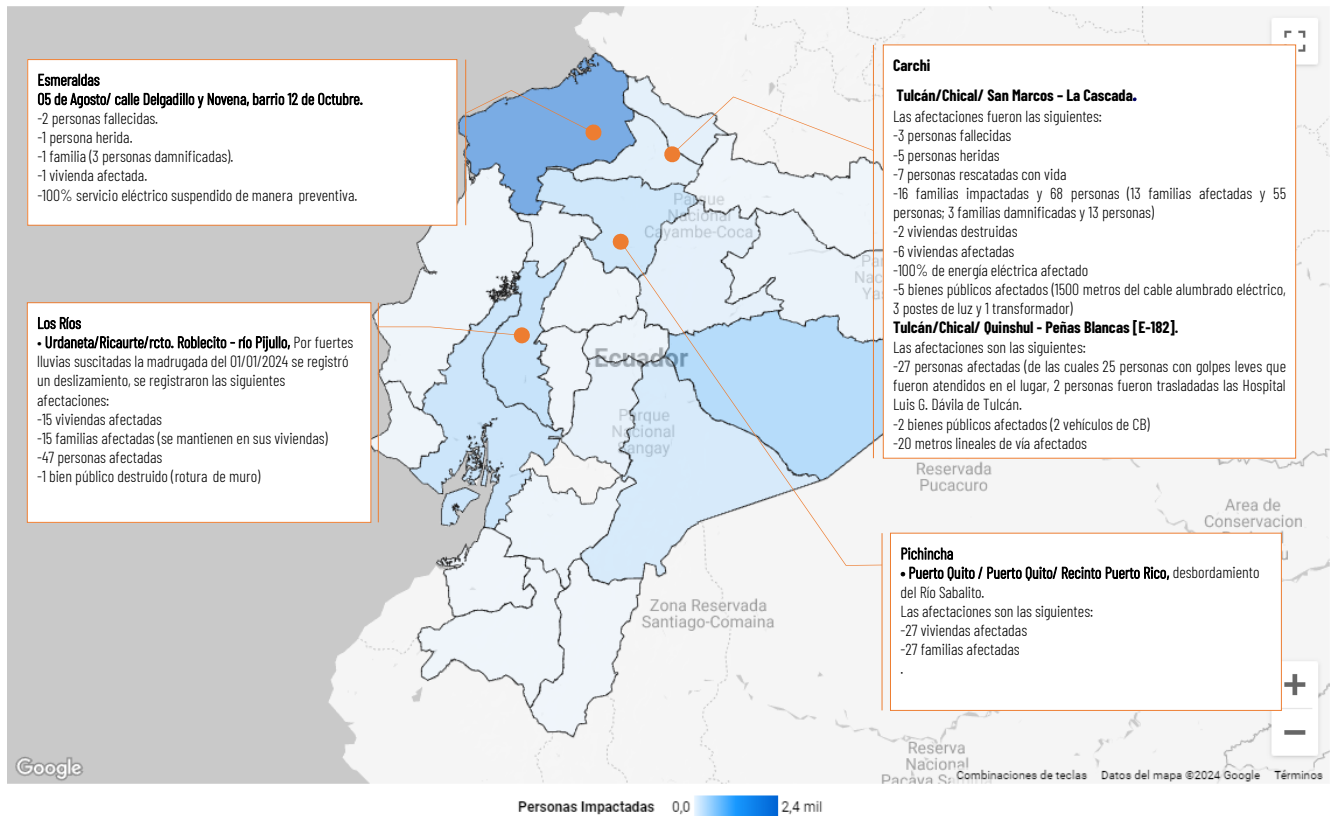 Esmeraldas
05 de Agosto/ calle Delgadillo y Novena, barrio 12 de Octubre.
-2 personas fallecidas.
-1 persona herida.
-1 familia (3 personas damnificadas).
-1 vivienda afectada.
-100% servicio eléctrico suspendido de manera preventiva.
Los Ríos
• Urdaneta/Ricaurte/rcto. Roblecito – río Pijullo, Por fuertes
lluvias suscitadas la madrugada del 01/01/2024 se registró
un deslizamiento, se registraron las siguientes
afectaciones:
-15 viviendas afectadas
-15 familias afectadas (se mantienen en sus viviendas)
-47 personas afectadas
-1 bien público destruido (rotura de muro)
Carchi
Tulcán/Chical/ San Marcos – La Cascada.
Las afectaciones fueron las siguientes:
-3 personas fallecidas
-5 personas heridas
-7 personas rescatadas con vida
-16 familias impactadas y 68 personas (13 familias afectadas y 55
personas; 3 familias damnificadas y 13 personas)
-2 viviendas destruidas
-6 viviendas afectadas
-100% de energía eléctrica afectado
-5 bienes públicos afectados (1500 metros del cable alumbrado eléctrico,
3 postes de luz y 1 transformador)
Tulcán/Chical/ Quinshul – Peñas Blancas [E-182].
Las afectaciones son las siguientes:
-27 personas afectadas (de las cuales 25 personas con golpes leves que
fueron atendidos en el lugar, 2 personas fueron trasladadas las Hospital
Luis G. Dávila de Tulcán.
-2 bienes públicos afectados (2 vehículos de CB)
-20 metros lineales de vía afectados
Pichincha
• Puerto Quito / Puerto Quito/ Recinto Puerto Rico, desbordamiento
del Río Sabalito.
Las afectaciones son las siguientes:
-27 viviendas afectadas
-27 familias afectadas
.
Parque
Nacional
Cayambe-Coca
Ecuador
Parque
Nacional
Sangay
Reservada
Pucacuro
Area de
Conservacion
Zona Reservada
Santiago-Comaina
Reserva
Nacional
Pacaya
Google
Combinaciones de teclas Datos del mapa ©2024 Google Términos
Personas Impactadas 0,0 2,4 mil